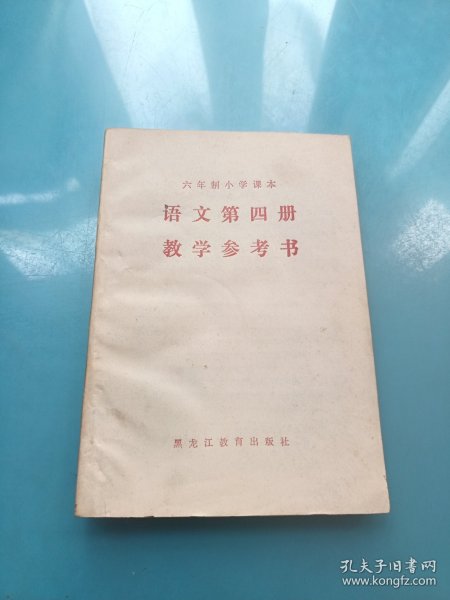 六年制小学课本
语文第四册
教学参考书
黑龙江教育出版社
孔夫子旧书网
www.kongfz.com